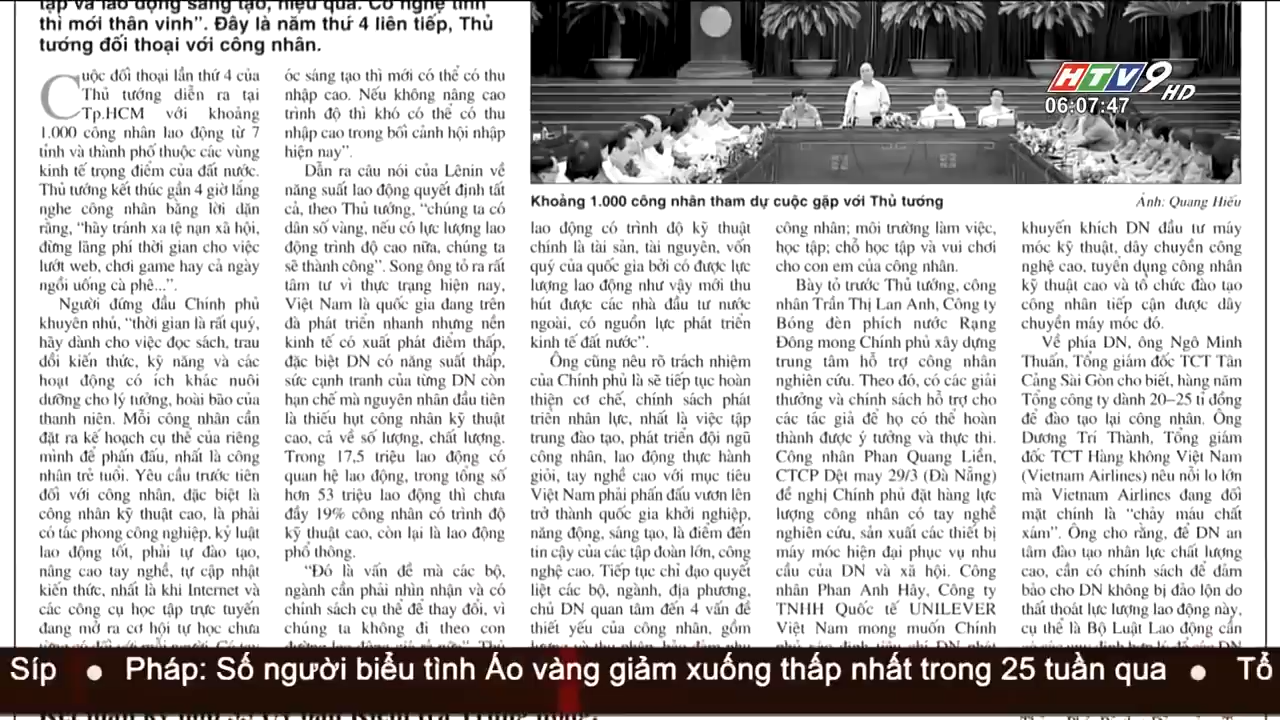 tập và lao động sáng tạo, hiệu quả. Có nghệ tinh
thì mới thân vinh”. Đây là năm thứ 4 liên tiếp, Thủ
tướng đối thoại với công nhân.
Cuộc đối thoại lần thứ 4 của
Thủ tướng diễn ra tại
Tp.HCM với khoảng
1.000 công nhân lao động từ 7
tỉnh và thành phố thuộc các vùng
kinh tế trọng điểm của đất nước.
Thủ tướng kết thúc gần 4 giờ lắng
nghe công nhân bằng lời dặn
rằng, “hãy tránh xa tệ nạn xã hội,
đừng lãng phí thời gian cho việc
lướt web, chơi game hay cả ngày
ngồi uống cà phê...”.
Người đứng đầu Chính phủ
khuyên nhủ, “thời gian là rất quý,
hãy dành cho việc đọc sách, trau
dồi kiến thức, kỹ năng và các
hoạt động có ích khác nuôi
dưỡng cho lý tưởng, hoài bão của
thanh niên. Mỗi công nhân cần
đặt ra kế hoạch cụ thể của riêng
mình để phấn đấu, nhất là công
nhân trẻ tuổi. Yêu cầu trước tiên
đối với công nhân, đặc biệt là
công nhân kỹ thuật cao, là phải
có tác phong công nghiệp, kỷ luật
lao động tốt, phải tự đào tạo,
nâng cao tay nghề, tự cập nhật
kiến thức, nhất là khi Internet và
các công cụ học tập trực tuyến
đang mở ra cơ hội tự học chưa
óc sáng tạo thì mới có thể có thu
nhập cao. Nếu không nâng cao
trình độ thì khó có thể có thu
nhập cao trong bối cảnh hội nhập
hiện nay”.
Dẫn ra câu nói của Lênin về
năng suất lao động quyết định tất
cả, theo Thủ tướng, “chúng ta có
dân số vàng, nếu có lực lượng lao
động trình độ cao nữa, chúng ta
sẽ thành công”. Song ông tỏ ra rất
tâm tư vì thực trạng hiện nay,
Việt Nam là quốc gia đang trên
đà phát triển nhanh nhưng nền
kinh tế có xuất phát điểm thấp,
đặc biệt DN có năng suất thấp,
sức cạnh tranh của từng DN còn
hạn chế mà nguyên nhân đầu tiên
là thiếu hụt công nhân kỹ thuật
cao, cả về số lượng, chất lượng.
Trong 17,5 triệu lao động có
quan hệ lao động, trong tổng số
hơn 53 triệu lao động thì chưa
đầy 19% công nhân có trình độ
kỹ thuật cao, còn lại là lao động
phổ thông.
“Đó là vấn đề mà các bộ,
ngành cần phải nhìn nhận và có
chính sách cụ thể để thay đổi, vì
chúng ta không đi theo con
HTV9 HD
06:07:47
Khoảng 1.000 công nhân tham dự cuộc gặp với Thủ tướng
Ảnh: Quang Hiếu
lao động có trình độ kỹ thuật
chính là tài sản, tài nguyên, vốn
quý của quốc gia bởi có được lực
lượng lao động như vậy mới thu
hút được các nhà đầu tư nước
ngoài, có nguồn lực phát triển
kinh tế đất nước”.
Ông cũng nêu rõ trách nhiệm
của Chính phủ là sẽ tiếp tục hoàn
thiện cơ chế, chính sách phát
triển nhân lực, nhất là việc tập
trung đào tạo, phát triển đội ngũ
công nhân, lao động thực hành
giỏi, tay nghề cao với mục tiêu
Việt Nam phải phấn đấu vươn lên
trở thành quốc gia khởi nghiệp,
năng động, sáng tạo, là điểm đến
tin cậy của các tập đoàn lớn, công
nghệ cao. Tiếp tục chỉ đạo quyết
liệt các bộ, ngành, địa phương,
chủ DN quan tâm đến 4 vấn đề
thiết yếu của công nhân, gồm
công nhân; môi trường làm việc,
học tập; chỗ học tập và vui chơi
cho con em của công nhân.
Bày tỏ trước Thủ tướng, công
nhân Trần Thị Lan Anh, Công ty
Bóng đèn phích nước Rạng
Đông mong Chính phủ xây dựng
trung tâm hỗ trợ công nhân
nghiên cứu. Theo đó, có các giải
thưởng và chính sách hỗ trợ cho
các tác giả để họ có thể hoàn
thành được ý tưởng và thực thi.
Công nhân Phan Quang Liền,
CTCP Dệt may 29/3 (Đà Nẵng)
đề nghị Chính phủ đặt hàng lực
lượng công nhân có tay nghề
nghiên cứu, sản xuất các thiết bị
máy móc hiện đại phục vụ nhu
cầu của DN và xã hội. Công
nhân Phan Anh Hây, Công ty
TNHH Quốc tế UNILEVER
Việt Nam mong muốn Chính
khuyến khích DN đầu tư máy
móc kỹ thuật, dây chuyền công
nghệ cao, tuyển dụng công nhân
kỹ thuật cao và tổ chức đào tạo
công nhân tiếp cận được dây
chuyền máy móc đó.
Về phía DN, ông Ngô Minh
Thuấn, Tổng giám đốc TCT Tân
Cảng Sài Gòn cho biết, hàng năm
Tổng công ty dành 20–25 tỉ đồng
để đào tạo lại công nhân. Ông
Dương Trí Thành, Tổng giám
đốc TCT Hàng không Việt Nam
(Vietnam Airlines) nêu nỗi lo lớn
mà Vietnam Airlines đang đối
mặt chính là “chảy máu chất
xám”. Ông cho rằng, để DN an
tâm đào tạo nhân lực chất lượng
cao, cần có chính sách để đảm
bảo cho DN không bị đảo lộn do
thất thoát lực lượng lao động này,
cụ thể là Bộ Luật Lao động cần
Síp • Pháp: Số người biểu tình Áo vàng giảm xuống thấp nhất trong 25 tuần qua • Tổ